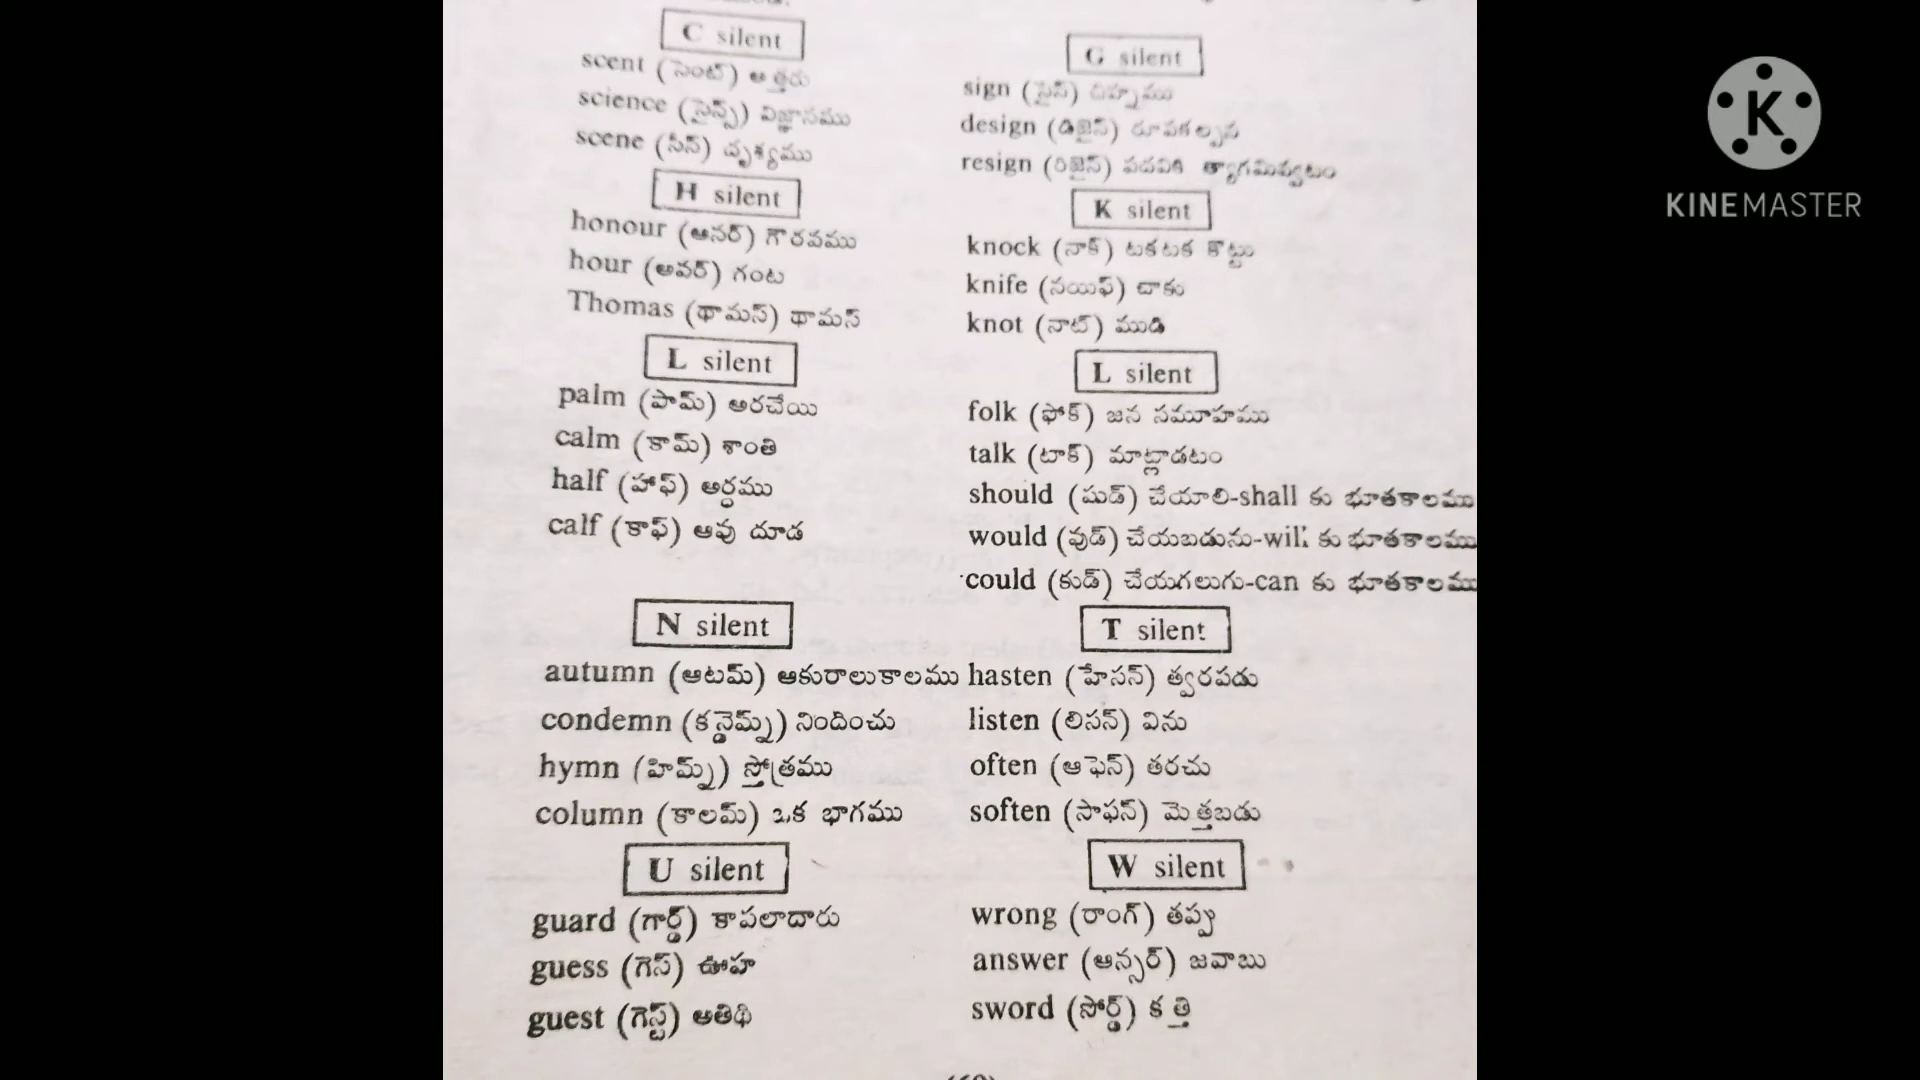 C silent
scent (సెంట్) అత్తరు
science (సైన్స్) విజ్ఞానము
scene (సీన్) దృశ్యము
H silent
honour (ఆనర్) గౌరవము
hour (అవర్) గంట
Thomas (థామస్) థామస్
L silent
palm (పామ్) అరచేయి
calm (కామ్) శాంతి
half (హాఫ్) అర్ధము
calf (కాఫ్) ఆవు దూడ
N silent
autumn (ఆటమ్) ఆకురాలుకాలము
condemn (కన్డెమ్న్) నిందించు
hymn (హిమ్న్) స్తోత్రము
column (కాలమ్) ఒక భాగము
U silent
guard (గార్డ్) కాపలాదారు
guess (గెస్) ఊహ
guest (గెస్ట్) అతిథి
G silent
sign (సైన్) చిహ్నము
design (డిజైన్) రూపకల్పన
resign (రిజైన్) పదవికి త్యాగమివ్వటం
K silent
knock (నాక్) టకటక కొట్టు
knife (నయిఫ్) చాకు
knot (నాట్) ముడి
L silent
folk (ఫోక్) జన సమూహము
talk (టాక్) మాట్లాడటం
should (షుడ్) చేయాలి-shall కు భూతకాలము
would (వుడ్) చేయబడును-will కు భూతకాలము
could (కుడ్) చేయగలుగు-can కు భూతకాలము
T silent
hasten (హేసన్) త్వరపడు
listen (లిసన్) విను
often (ఆఫెన్) తరచు
soften (సాఫన్) మెత్తబడు
W silent
wrong (రాంగ్) తప్పు
answer (ఆన్సర్) జవాబు
sword (సోర్డ్) కత్తి
K
KINEMASTER